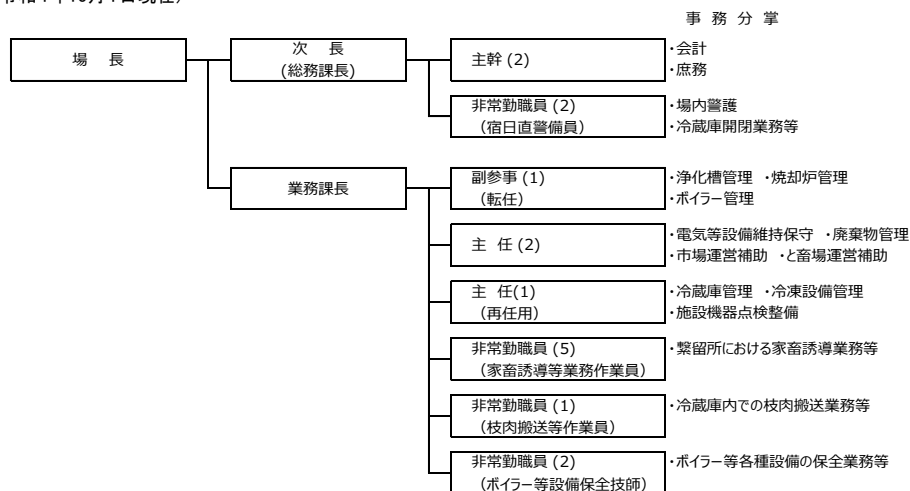 事 務 分 掌
場 長
次 長
(総務課長)
主幹 (2)
・会計
・庶務
非常勤職員 (2)
(宿日直警備員)
・場内警護
・冷蔵庫開閉業務等
業務課長
副参事 (1)
(転任)
・浄化槽管理 ・焼却炉管理
・ボイラー管理
主 任 (2)
・電気等設備維持保守 ・廃棄物管理
・市場運営補助 ・と畜場運営補助
主 任(1)
(再任用)
・冷蔵庫管理 ・冷凍設備管理
・施設機器点検整備
非常勤職員 (5)
(家畜誘導等業務作業員)
・繋留所における家畜誘導業務等
非常勤職員 (1)
(枝肉搬送等作業員)
・冷蔵庫内での枝肉搬送業務等
非常勤職員 (2)
(ボイラー等設備保全技師)
・ボイラー等各種設備の保全業務等